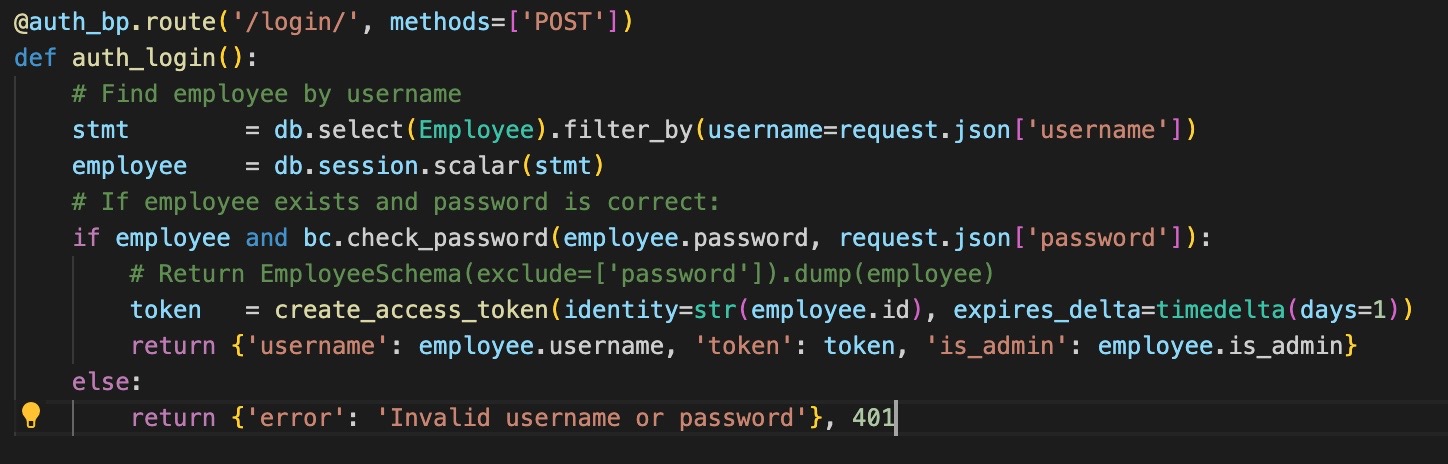 @auth_bp.route('/login/', methods=['POST'])
def auth_login():
    # Find employee by username
    stmt        = db.select(Employee).filter_by(username=request.json['username'])
    employee    = db.session.scalar(stmt)
    # If employee exists and password is correct:
    if employee and bc.check_password(employee.password, request.json['password']):
        # Return EmployeeSchema(exclude=['password']).dump(employee)
        token   = create_access_token(identity=str(employee.id), expires_delta=timedelta(days=1))
        return {'username': employee.username, 'token': token, 'is_admin': employee.is_admin}
    else:
        return {'error': 'Invalid username or password'}, 401